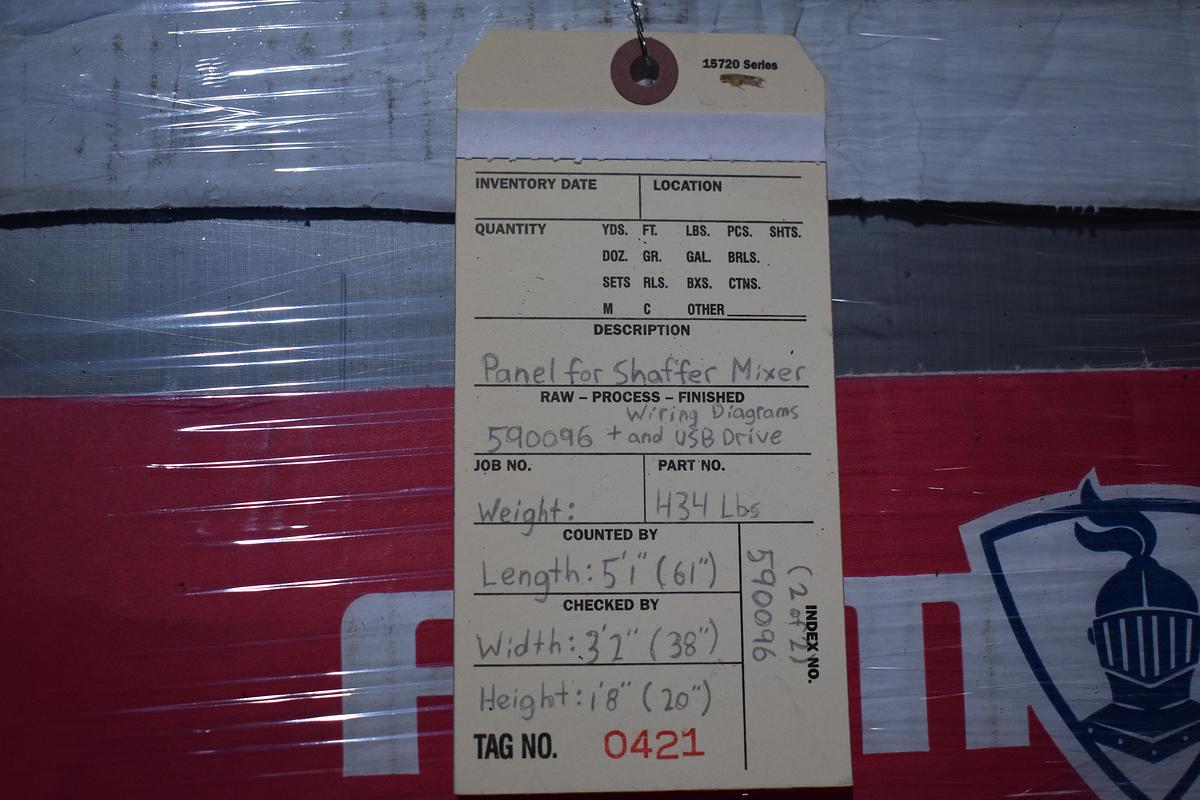 15720 Series
INVENTORY DATE LOCATION
QUANTITY YDS. FT. LBS. PCS. SHTS.
DOZ. GR. GAL. BRLS.
SETS RLS. BXS. CTNS.
M C OTHER
DESCRIPTION
Panel for Shaffer Mixer
RAW – PROCESS – FINISHED
Wiring Diagrams
590096 + and USB Drive
JOB NO. PART NO.
Weight: 434 Lbs
COUNTED BY
Length: 5'1" (61")
CHECKED BY
Width: 3'2" (38")
Height: 1'8" (20")
INDEX NO.
(2 of 2)
590096
TAG NO. 0421